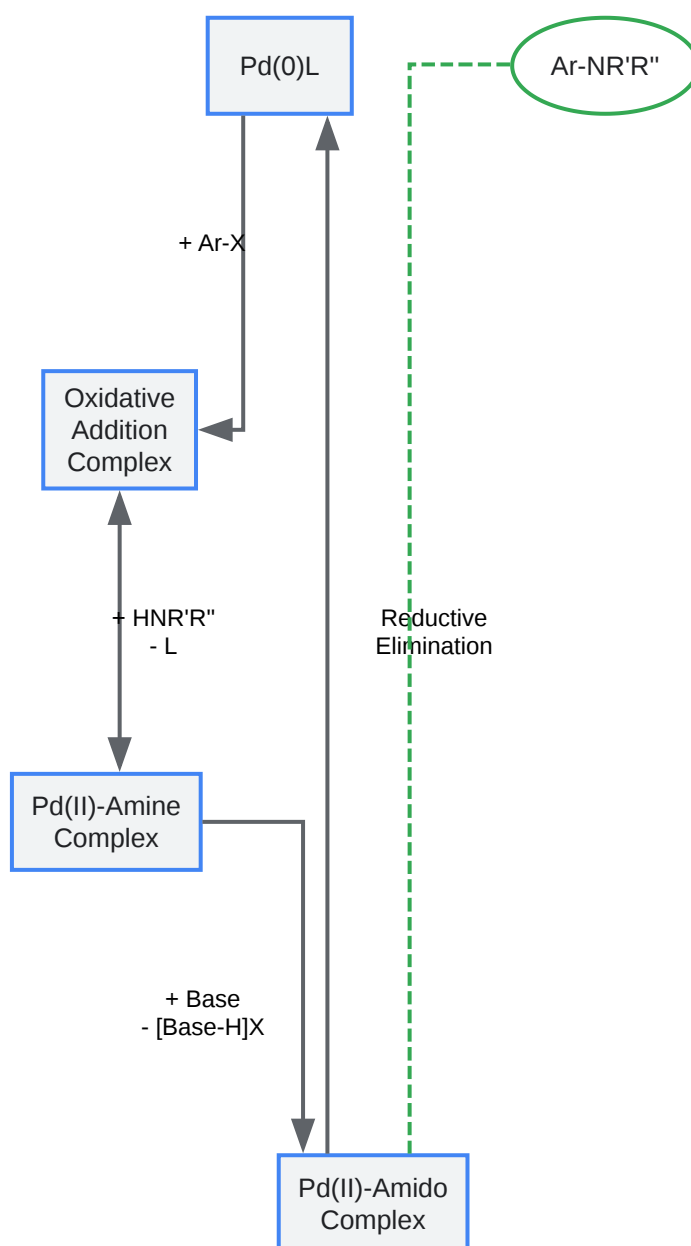 Pd(0)L
Ar-NR'R"
+ Ar-X
Oxidative
Addition
Complex
+ HNR'R"
- L
Reductive
Elimination
Pd(II)-Amine
Complex
+ Base
- [Base-H]X
Pd(II)-Amido
Complex